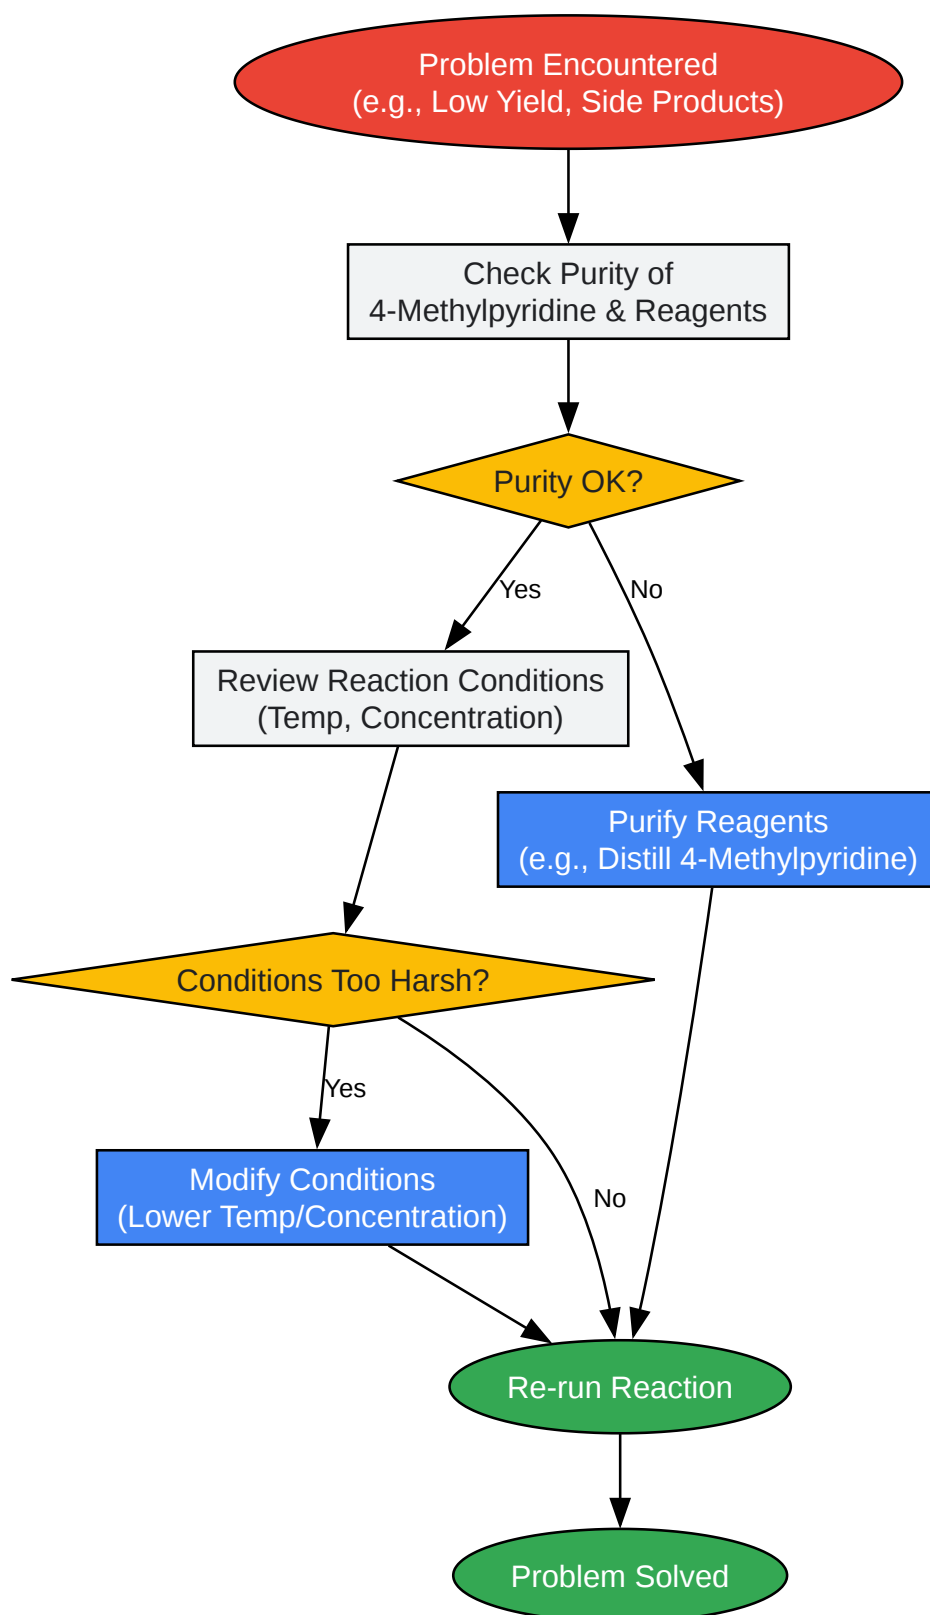 Problem Encountered
(e.g., Low Yield, Side Products)
Check Purity of
4-Methylpyridine & Reagents
Purity OK?
Yes
No
Review Reaction Conditions
(Temp, Concentration)
Purify Reagents
(e.g., Distill 4-Methylpyridine)
Conditions Too Harsh?
Yes
Modify Conditions
(Lower Temp/Concentration)
No
Re-run Reaction
Problem Solved